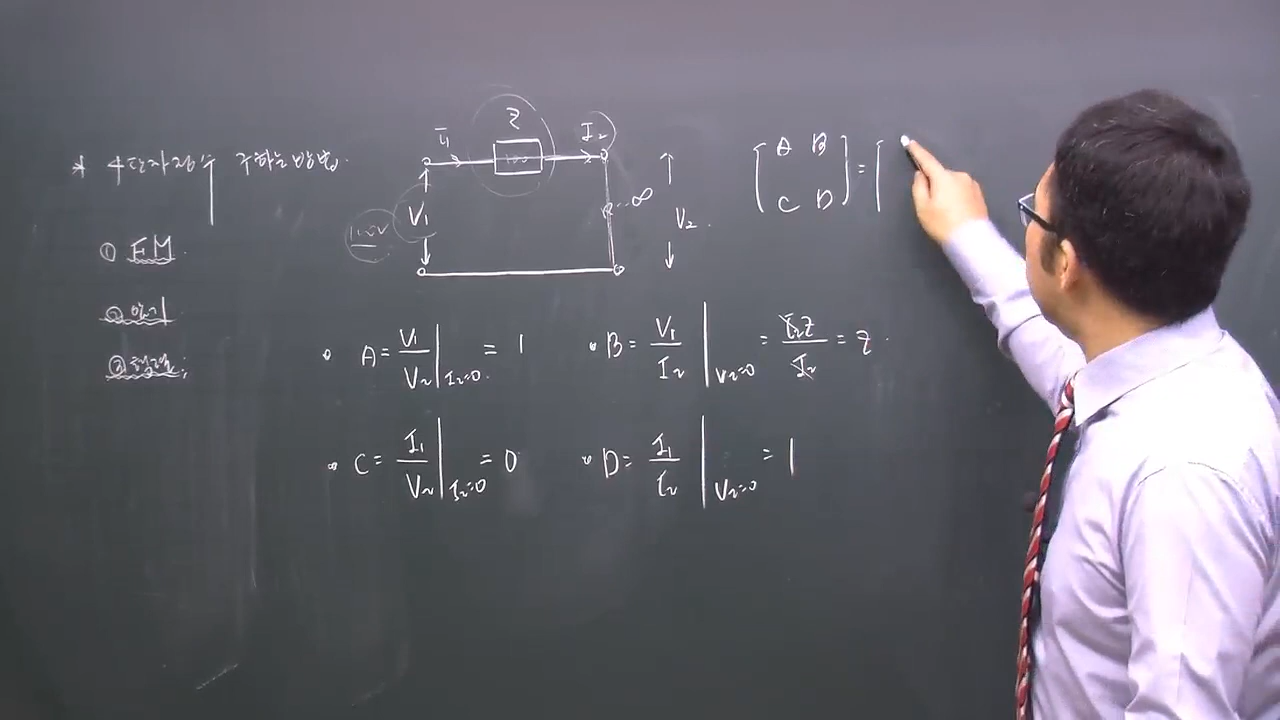 * 4단자정수 구하는 방법.
① FM
② 암기
③ 행렬
Z
I₁
I₂
V₁
100V
100
R=∞
V₂
[A B
C D] = [
• A = V₁/V₂ | I₂=0 = 1
• B = V₁/I₂ | V₂=0 = I₂Z/I₂ = Z
• C = I₁/V₂ | I₂=0 = 0
• D = I₁/I₂ | V₂=0 = 1